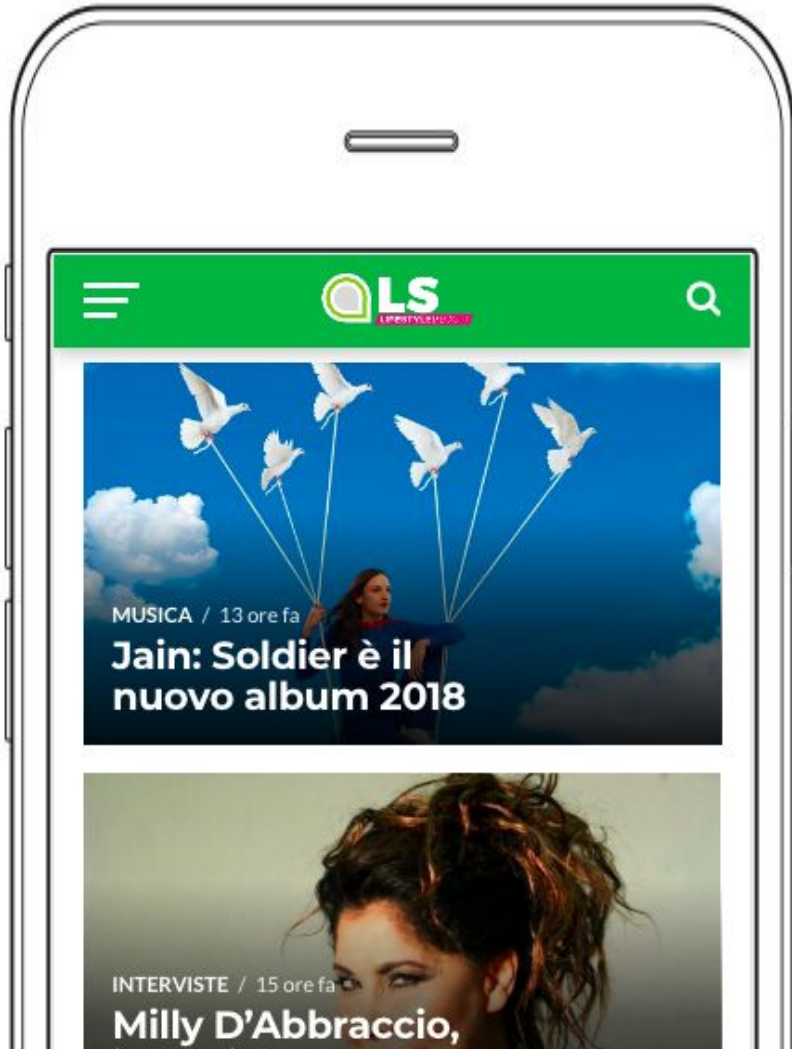 LS
MUSICA / 13 ore fa
Jain: Soldier è il
nuovo album 2018
INTERVISTE / 15 ore fa
Milly D'Abbraccio,